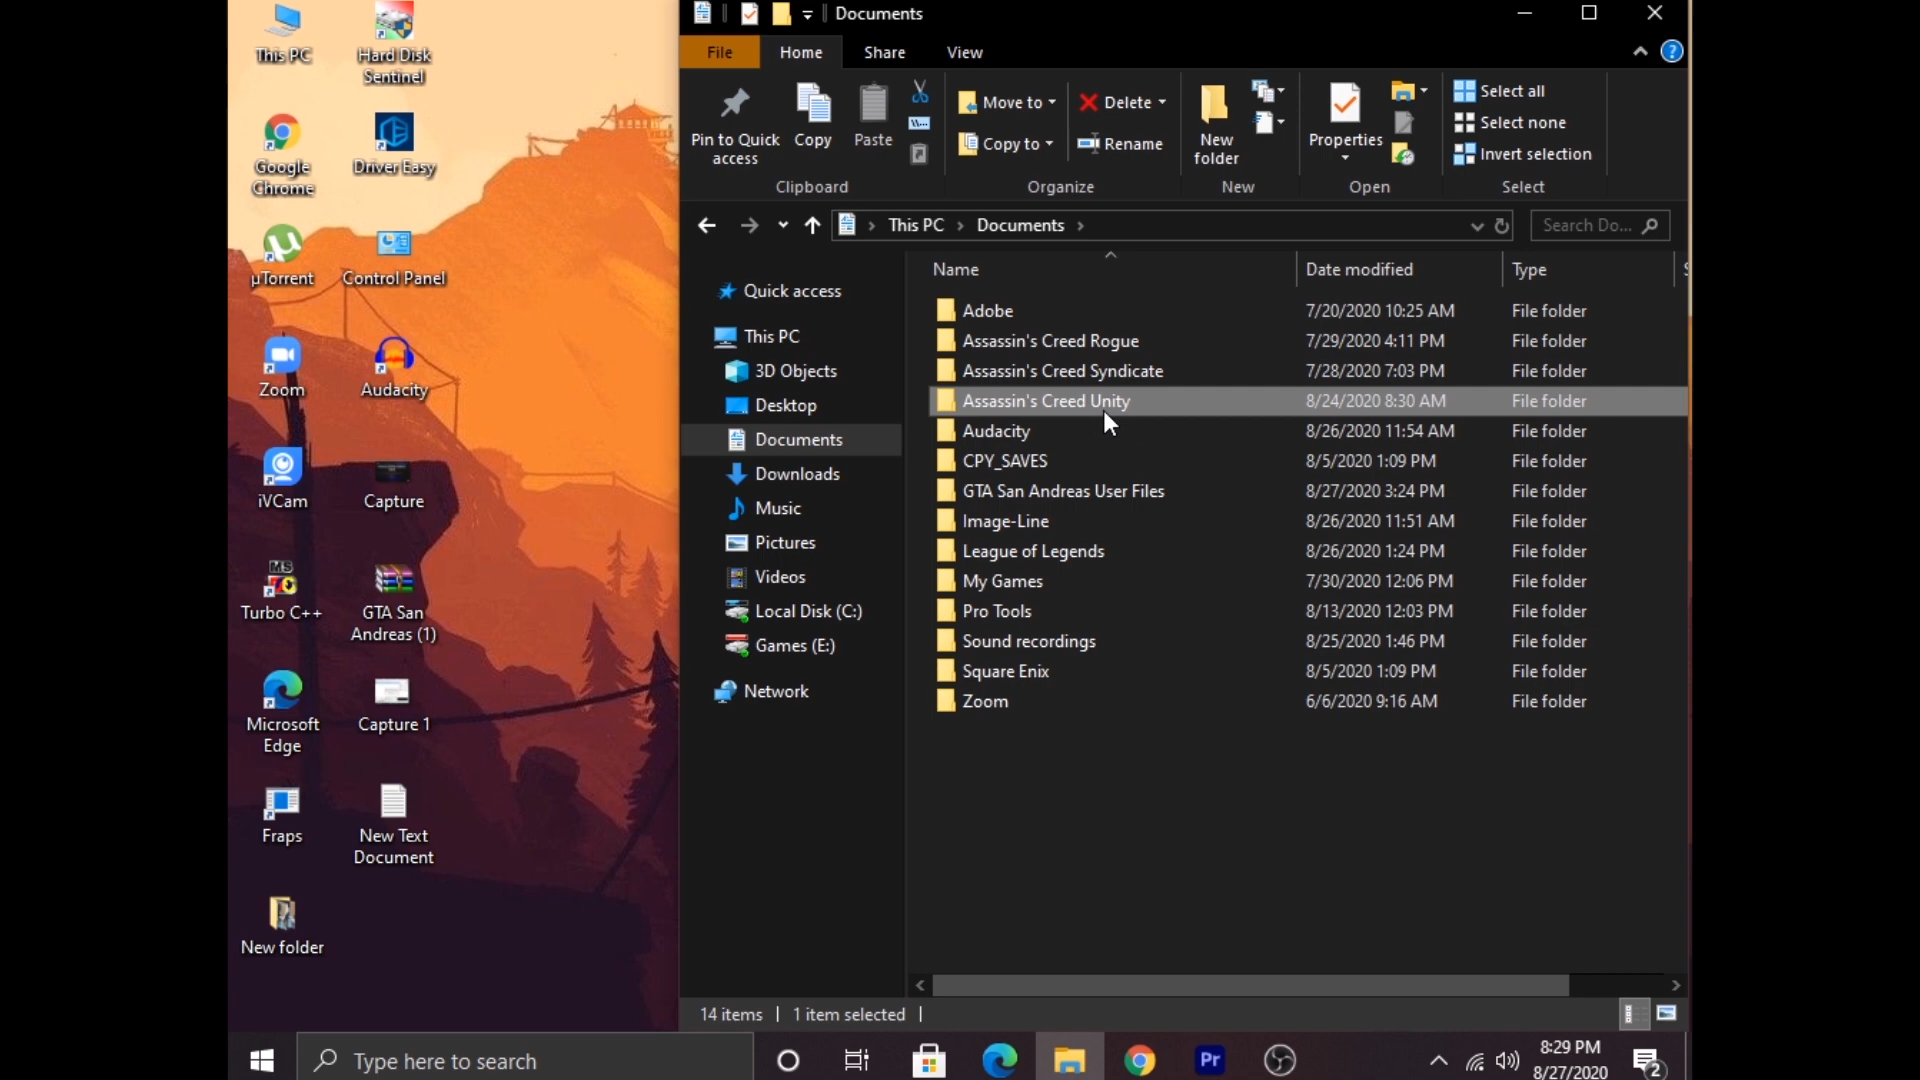 This PC
Hard Disk
Sentinel
Google
Chrome
Driver Easy
µTorrent
Control Panel
Zoom
Audacity
iVCam
Capture
MS
Turbo C++
GTA San
Andreas (1)
Microsoft
Edge
Capture 1
Fraps
New Text
Document
New folder
Documents
File
Home
Share
View
Pin to Quick
access
Copy
Paste
Move to
Copy to
Delete
Rename
New
folder
Properties
Select all
Select none
Invert selection
Clipboard
Organize
New
Open
Select
This PC
Documents
Search Do...
Name
Date modified
Type
Quick access
This PC
3D Objects
Desktop
Documents
Downloads
Music
Pictures
Videos
Local Disk (C:)
Games (E:)
Network
Adobe 7/20/2020 10:25 AM File folder
Assassin's Creed Rogue 7/29/2020 4:11 PM File folder
Assassin's Creed Syndicate 7/28/2020 7:03 PM File folder
Assassin's Creed Unity 8/24/2020 8:30 AM File folder
Audacity 8/26/2020 11:54 AM File folder
CPY_SAVES 8/5/2020 1:09 PM File folder
GTA San Andreas User Files 8/27/2020 3:24 PM File folder
Image-Line 8/26/2020 11:51 AM File folder
League of Legends 8/26/2020 1:24 PM File folder
My Games 7/30/2020 12:06 PM File folder
Pro Tools 8/13/2020 12:03 PM File folder
Sound recordings 8/25/2020 1:46 PM File folder
Square Enix 8/5/2020 1:09 PM File folder
Zoom 6/6/2020 9:16 AM File folder
14 items
1 item selected
Type here to search
Pr
8:29 PM
8/27/2020
2